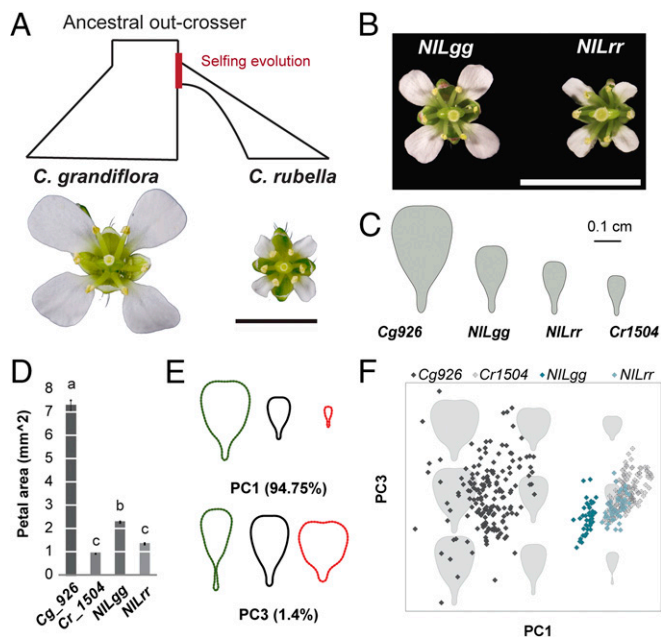 A
Ancestral out-crosser
Selfing evolution
C. grandiflora
C. rubella
B
NILgg
NILrr
C
0.1 cm
Cg926
NILgg
NILrr
Cr1504
D
Petal area (mm^2)
8
7
6
5
4
3
2
1
0
a
c
b
c
Cg_926
Cr_1504
NILgg
NILrr
E
PC1 (94.75%)
PC3 (1.4%)
F
Cg926
Cr1504
NILgg
NILrr
PC3
PC1